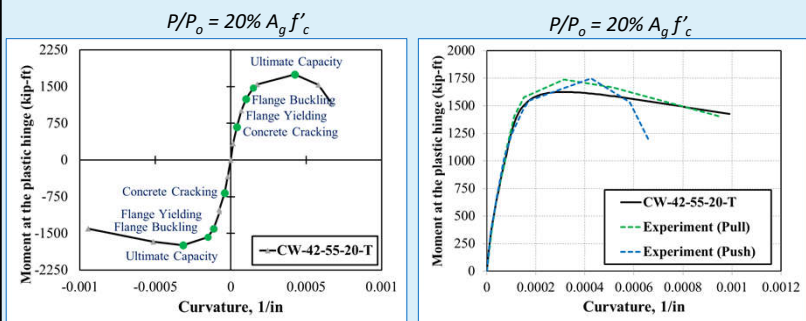 P/Pₒ = 20% A_g f'_c
2250
1500
750
0
-750
-1500
-2250
Moment at the plastic hinge (kip-ft)
Ultimate Capacity
Flange Buckling
Flange Yielding
Concrete Cracking
Concrete Cracking
Flange Yielding
Flange Buckling
Ultimate Capacity
CW-42-55-20-T
-0.001
-0.0005
0
0.0005
0.001
Curvature, 1/in
P/Pₒ = 20% A_g f'_c
2000
1750
1500
1250
1000
750
500
250
0
Moment at the plastic hinge (kip-ft)
CW-42-55-20-T
Experiment (Pull)
Experiment (Push)
0
0.0002
0.0004
0.0006
0.0008
0.001
0.0012
Curvature, 1/in